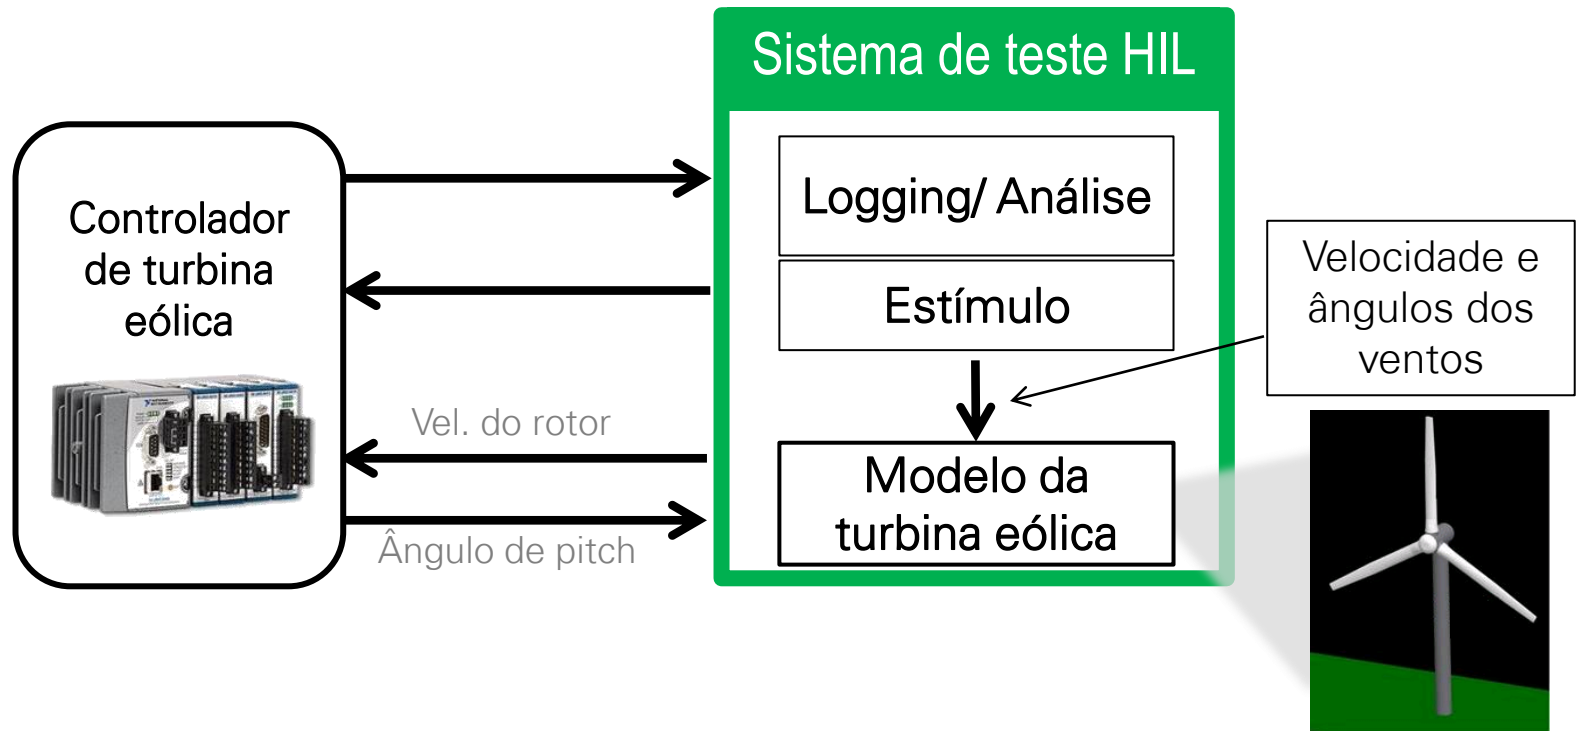 Sistema de teste HIL
Controlador
de turbina
eólica
Logging/ Análise
Estímulo
Velocidade e
ângulos dos
ventos
Vel. do rotor
Modelo da
turbina eólica
Ângulo de pitch